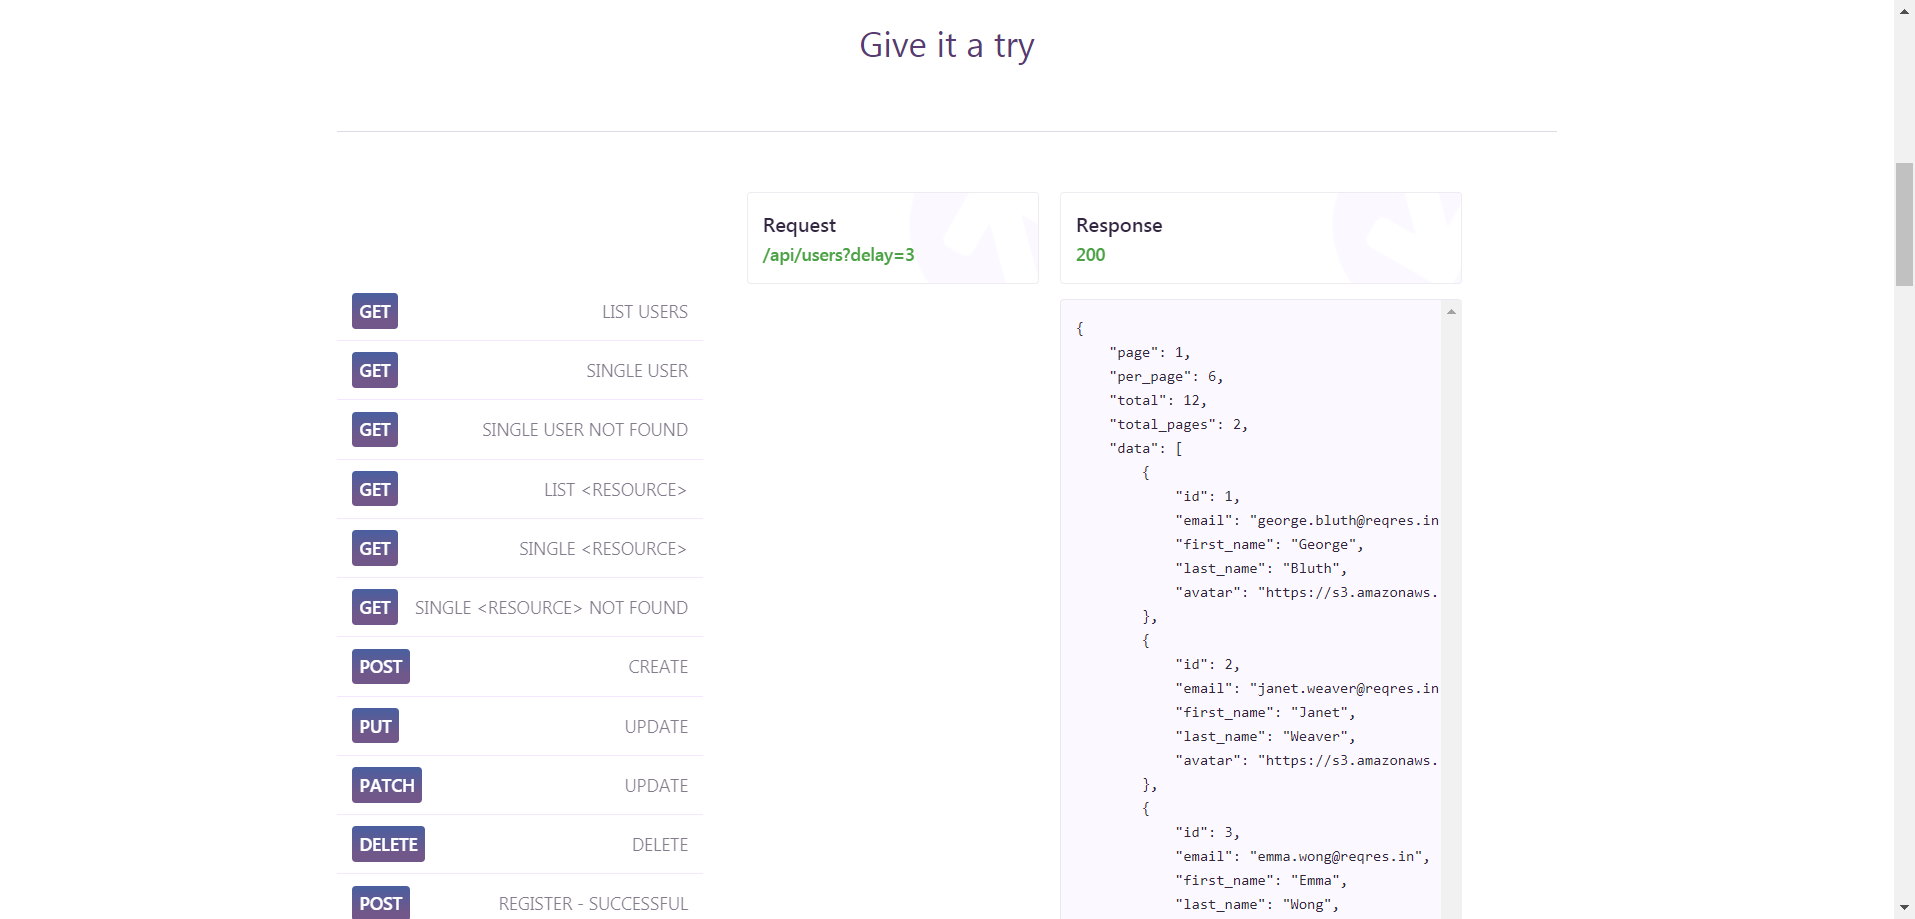 Give it a try
Request
/api/users?delay=3
Response
200
GET LIST USERS
GET SINGLE USER
GET SINGLE USER NOT FOUND
GET LIST <RESOURCE>
GET SINGLE <RESOURCE>
GET SINGLE <RESOURCE> NOT FOUND
POST CREATE
PUT UPDATE
PATCH UPDATE
DELETE DELETE
POST REGISTER - SUCCESSFUL
{
    "page": 1,
    "per_page": 6,
    "total": 12,
    "total_pages": 2,
    "data": [
        {
            "id": 1,
            "email": "george.bluth@reqres.in
            "first_name": "George",
            "last_name": "Bluth",
            "avatar": "https://s3.amazonaws.
        },
        {
            "id": 2,
            "email": "janet.weaver@reqres.in
            "first_name": "Janet",
            "last_name": "Weaver",
            "avatar": "https://s3.amazonaws.
        },
        {
            "id": 3,
            "email": "emma.wong@reqres.in",
            "first_name": "Emma",
            "last_name": "Wong",